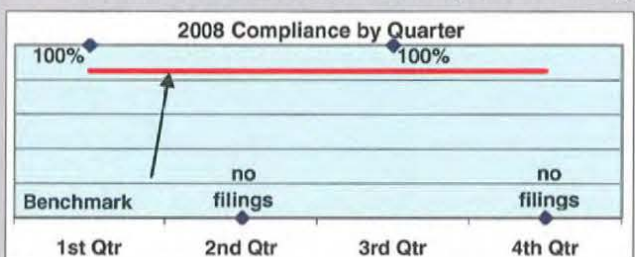 2008 Compliance by Quarter
100%
100%
no
filings
no
filings
Benchmark
1st Qtr
2nd Qtr
3rd Qtr
4th Qtr